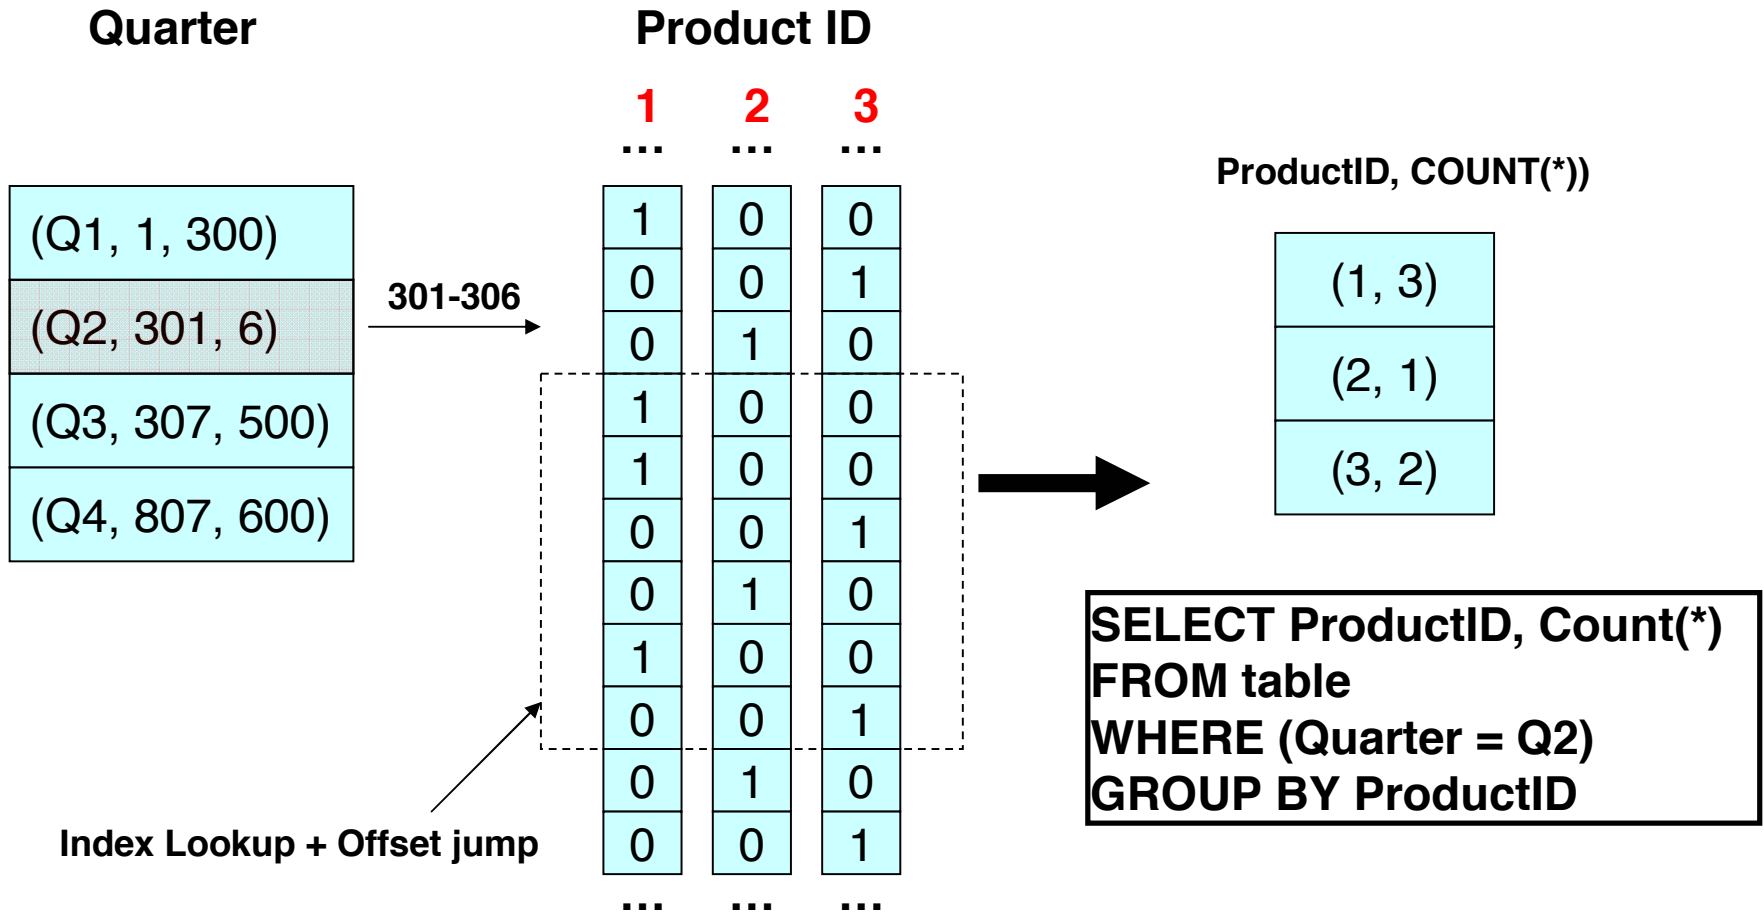 Quarter
Product ID
1 2 3
... ... ...
(Q1, 1, 300)
(Q2, 301, 6)
(Q3, 307, 500)
(Q4, 807, 600)
301-306
1 0 0
0 0 1
0 1 0
1 0 0
1 0 0
0 0 1
0 1 0
1 0 0
0 0 1
0 1 0
0 0 1
... ... ...
Index Lookup + Offset jump
ProductID, COUNT(*))
(1, 3)
(2, 1)
(3, 2)
SELECT ProductID, Count(*)
FROM table
WHERE (Quarter = Q2)
GROUP BY ProductID